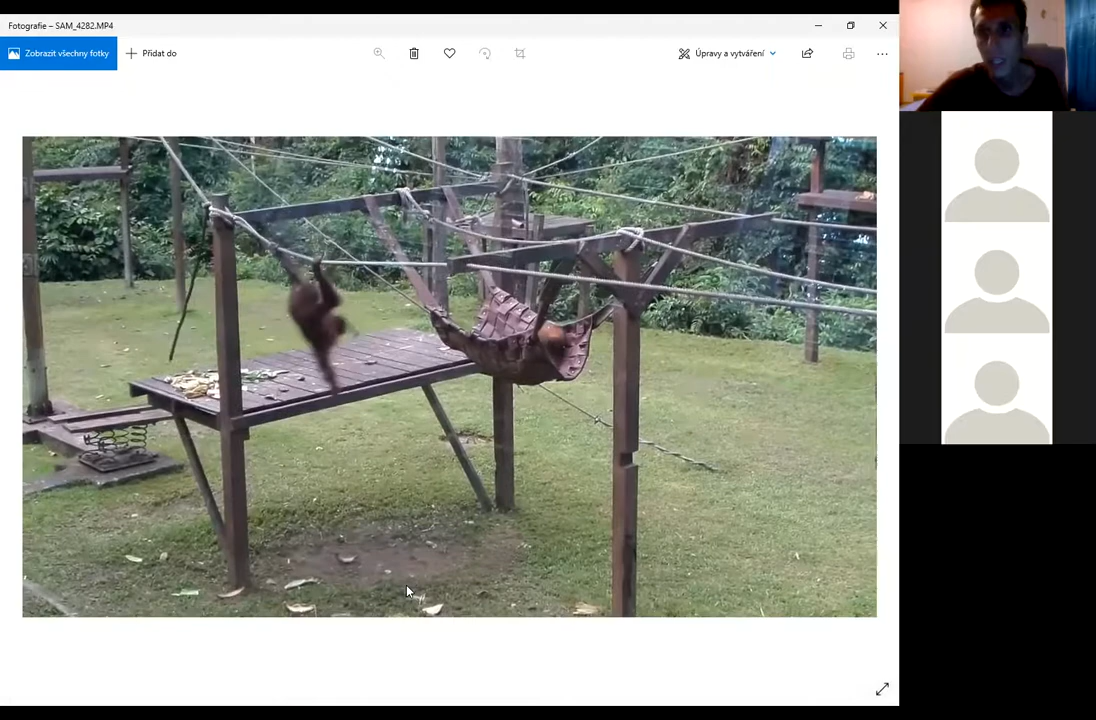 Fotografie – SAM_4282.MP4
Zobrazit všechny fotky
Přidat do
Úpravy a vytváření